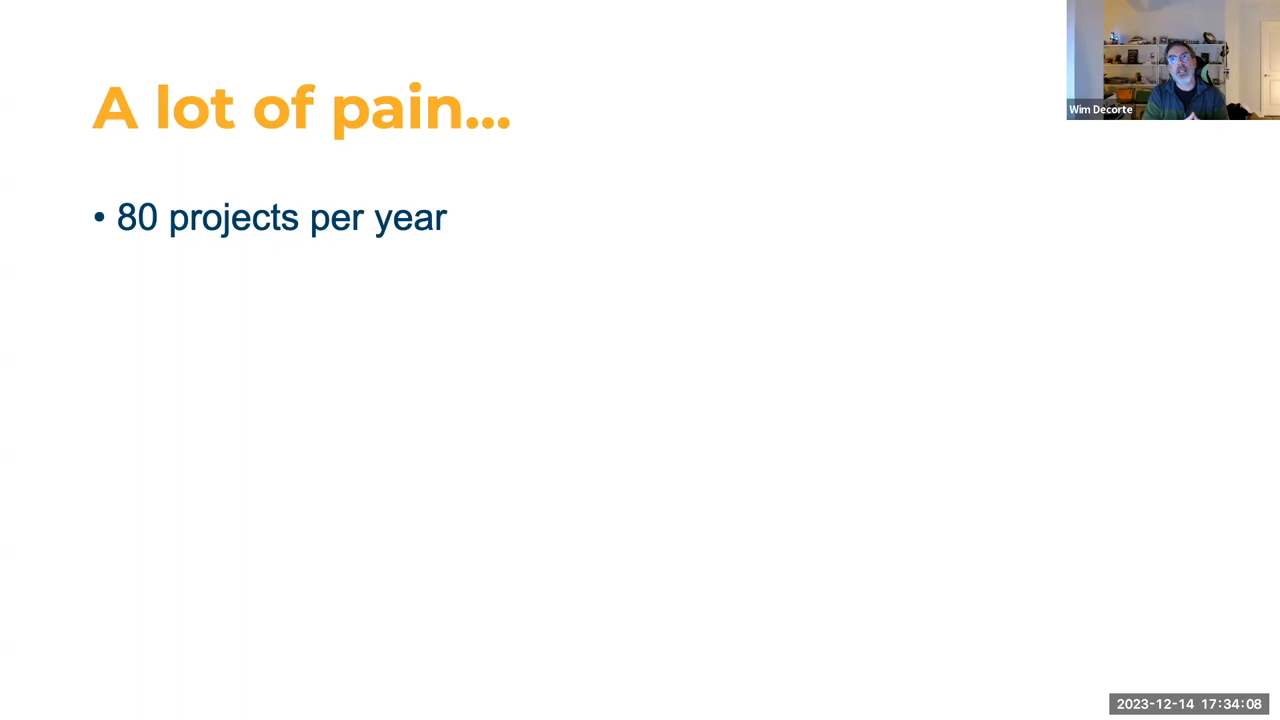 A lot of pain...
• 80 projects per year
Wim Decorte
2023-12-14 17:34:08